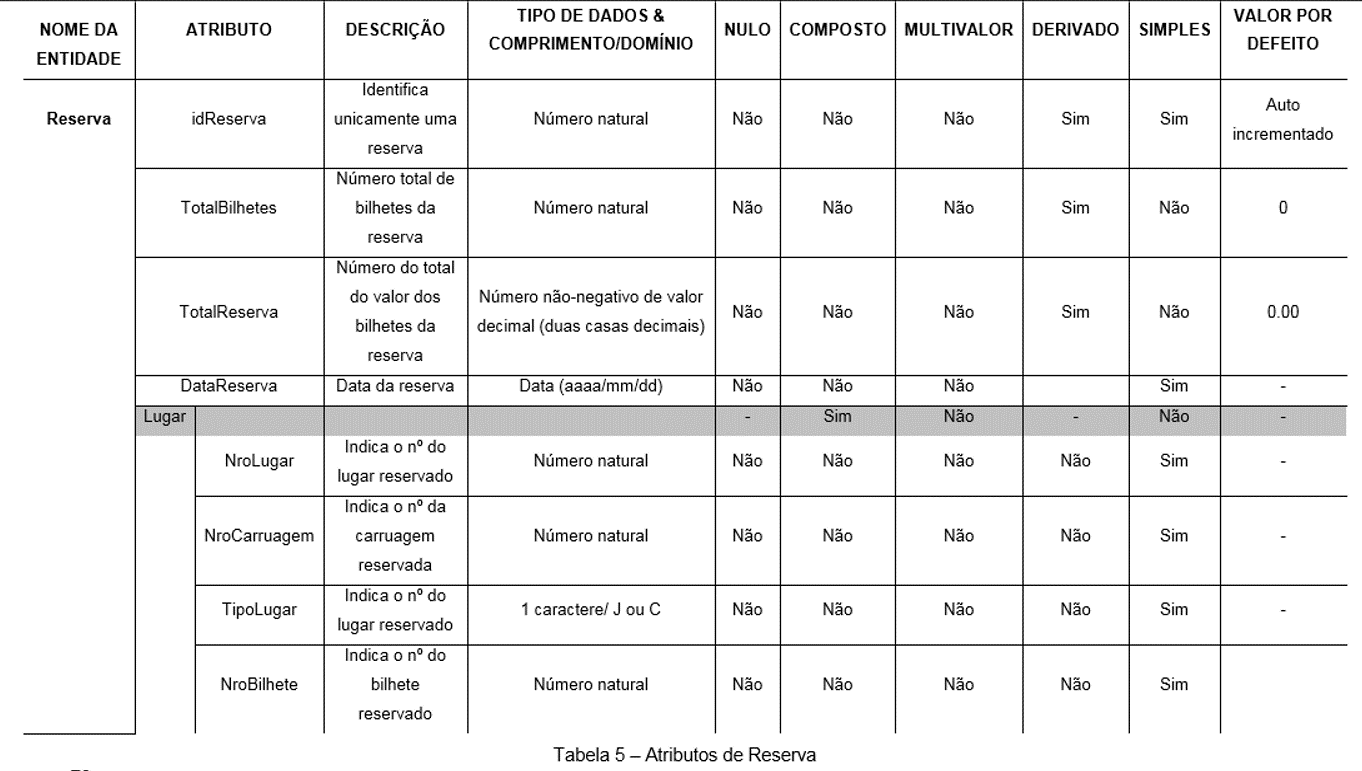 NOME DA ENTIDADE | ATRIBUTO | DESCRIÇÃO | TIPO DE DADOS & COMPRIMENTO/DOMÍNIO | NULO | COMPOSTO | MULTIVALOR | DERIVADO | SIMPLES | VALOR POR DEFEITO
Reserva | idReserva | Identifica unicamente uma reserva | Número natural | Não | Não | Não | Sim | Sim | Auto incrementado
TotalBilhetes | Número total de bilhetes da reserva | Número natural | Não | Não | Não | Sim | Não | 0
TotalReserva | Número do total do valor dos bilhetes da reserva | Número não-negativo de valor decimal (duas casas decimais) | Não | Não | Não | Sim | Não | 0.00
DataReserva | Data da reserva | Data (aaaa/mm/dd) | Não | Não | Não | | Sim | -
Lugar | | | | - | Sim | Não | - | Não | -
NroLugar | Indica o nº do lugar reservado | Número natural | Não | Não | Não | Não | Sim | -
NroCarruagem | Indica o nº da carruagem reservada | Número natural | Não | Não | Não | Não | Sim | -
TipoLugar | Indica o nº do lugar reservado | 1 caractere/ J ou C | Não | Não | Não | Não | Sim | -
NroBilhete | Indica o nº do bilhete reservado | Número natural | Não | Não | Não | Não | Sim
Tabela 5 – Atributos de Reserva